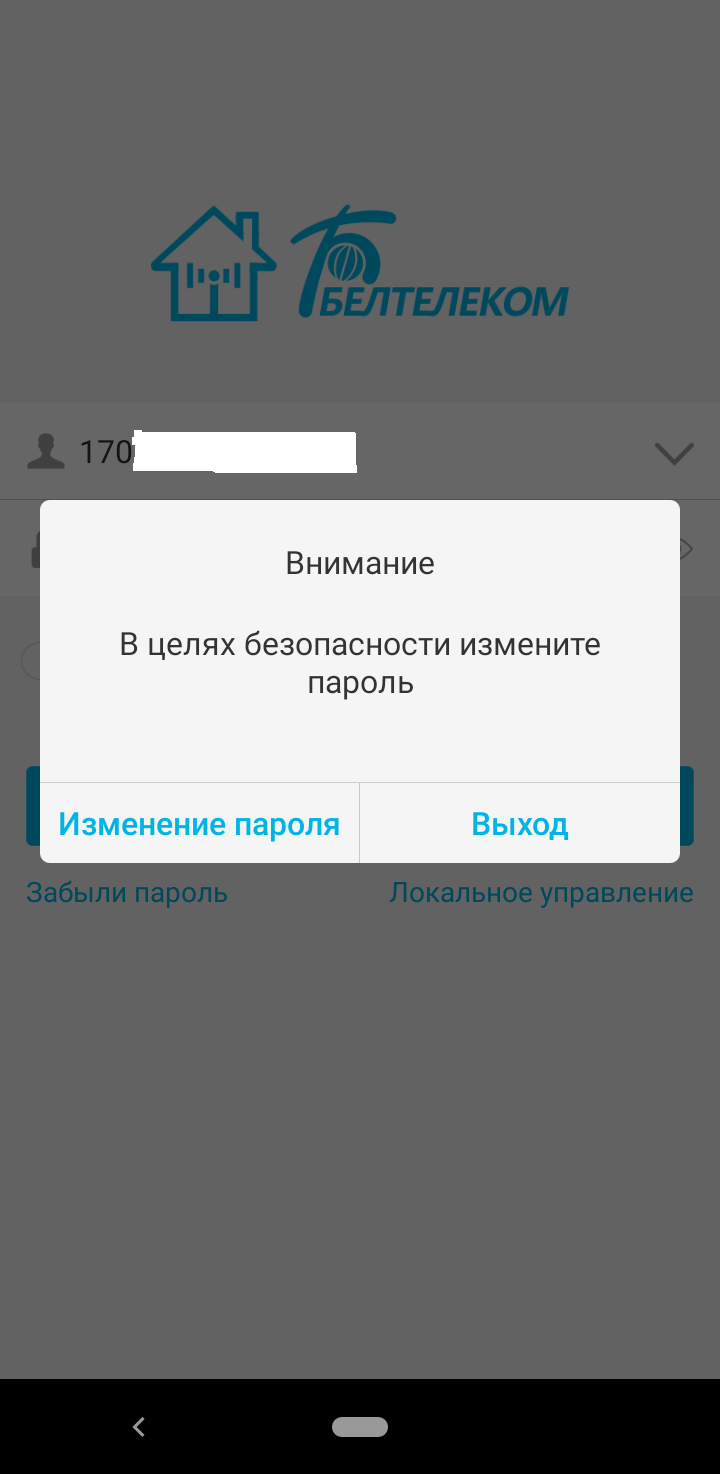 БЕЛТЕЛЕКОМ
170
Внимание
В целях безопасности измените
пароль
Изменение пароля
Выход
Забыли пароль
Локальное управление